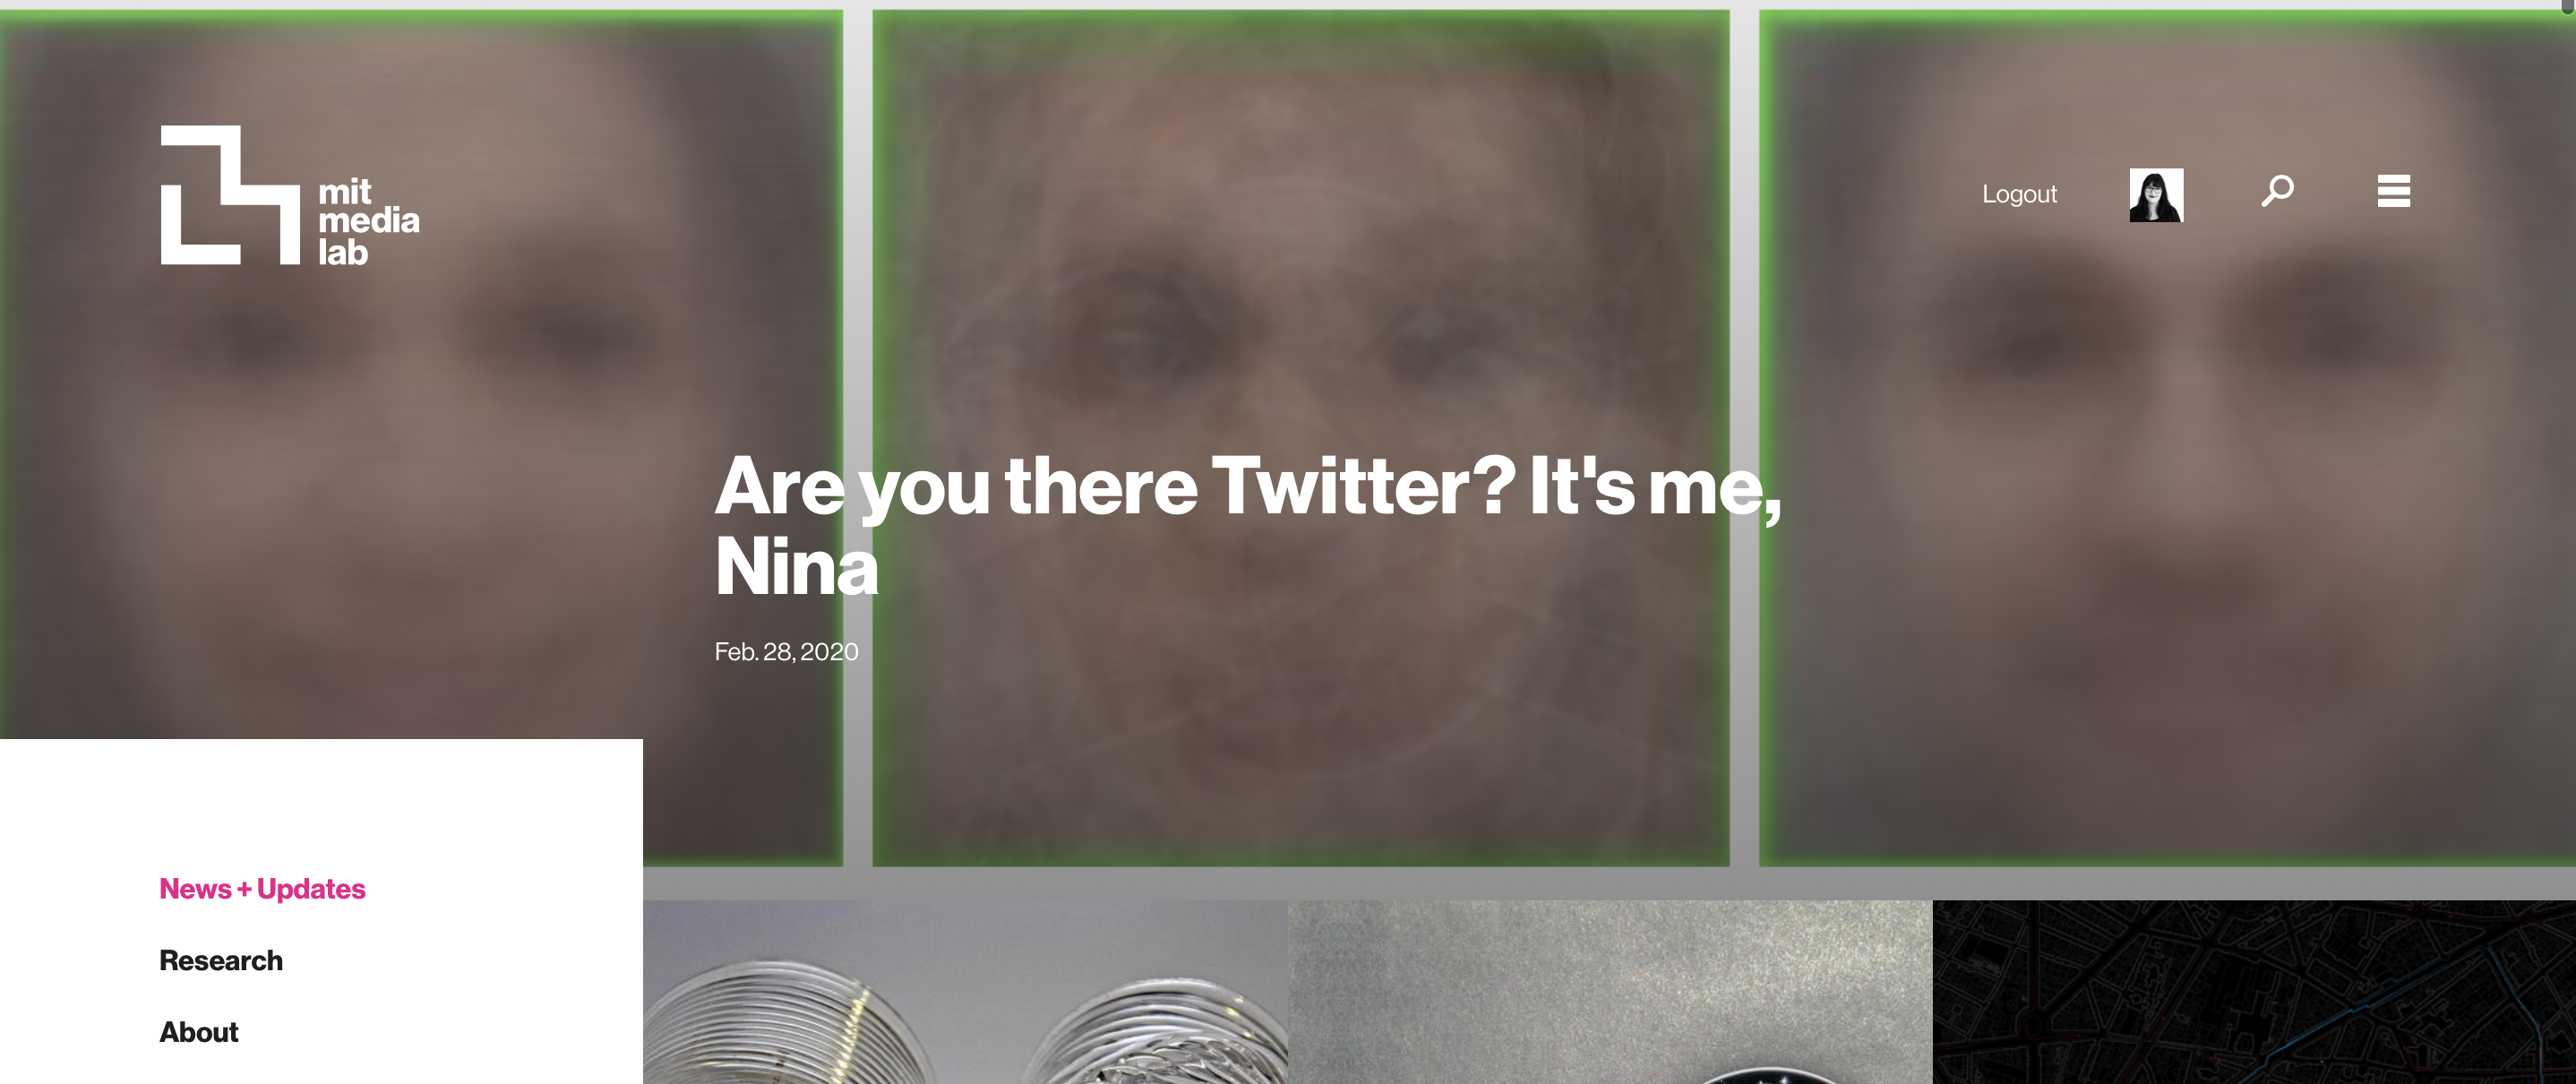 mit
media
lab
Logout
Are you there Twitter? It's me,
Nina
Feb. 28, 2020
News + Updates
Research
About